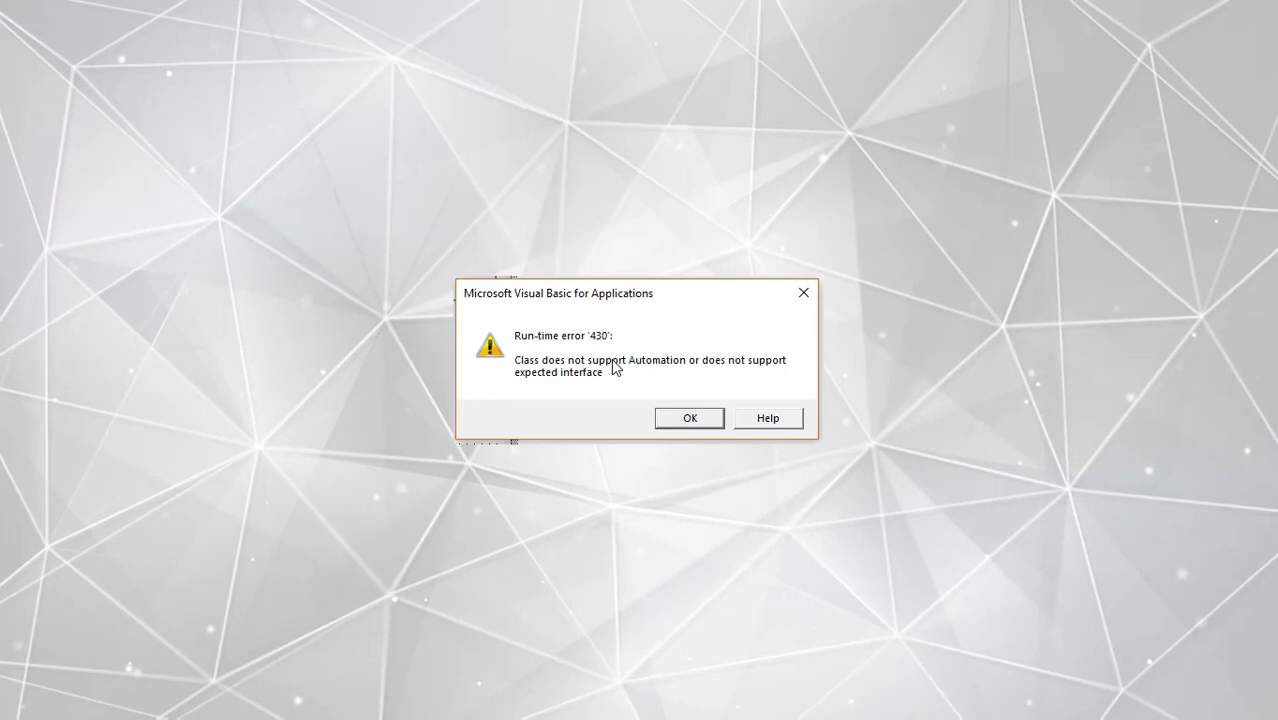 Microsoft Visual Basic for Applications
Run-time error '430':
Class does not support Automation or does not support
expected interface
OK
Help